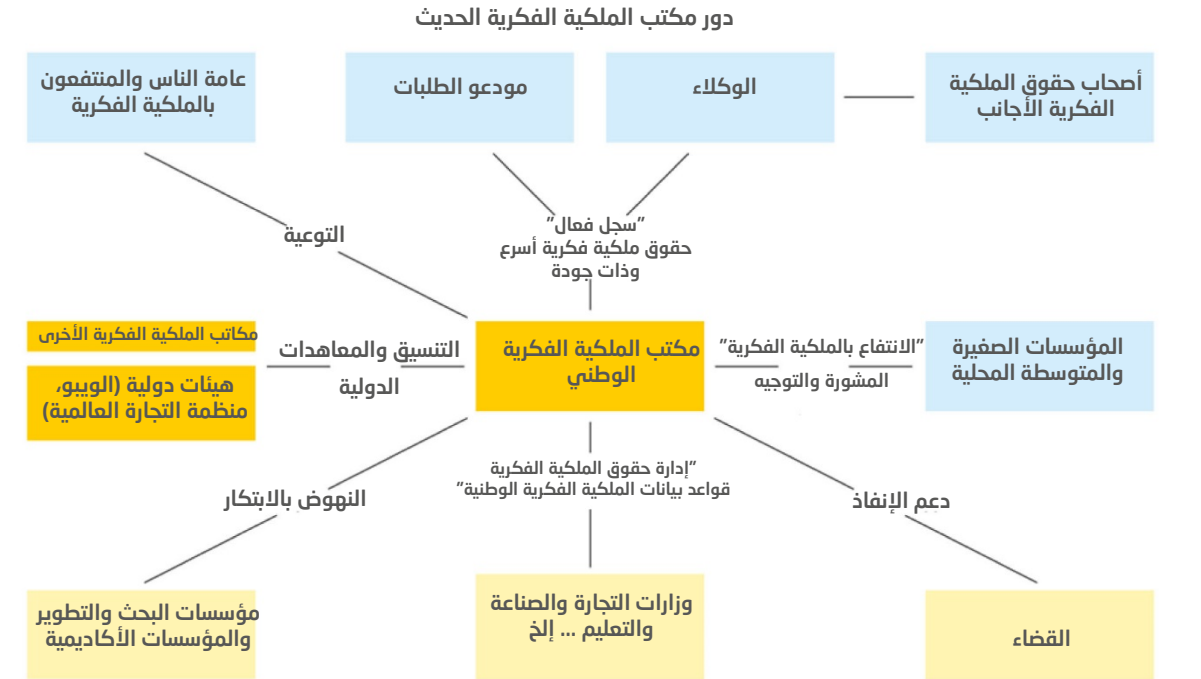 دور مكتب الملكية الفكرية الحديث
أصحاب حقوق الملكية
الفكرية الأجانب
الوكلاء
مودعو الطلبات
عامة الناس والمنتفعون
بالملكية الفكرية
"سجل فعال"
حقوق ملكية فكرية أسرع
وذات جودة
التوعية
المؤسسات الصغيرة
والمتوسطة المحلية
"الانتفاع بالملكية الفكرية"
المشورة والتوجيه
مكتب الملكية الفكرية
الوطني
التنسيق والمعاهدات
الدولية
مكاتب الملكية الفكرية الأخرى
هيئات دولية (الويبو،
منظمة التجارة العالمية)
دعم الإنفاذ
"إدارة حقوق الملكية الفكرية
قواعد بيانات الملكية الفكرية الوطنية"
النهوض بالابتكار
القضاء
وزارات التجارة والصناعة
والتعليم ... إلخ
مؤسسات البحث والتطوير
والمؤسسات الأكاديمية